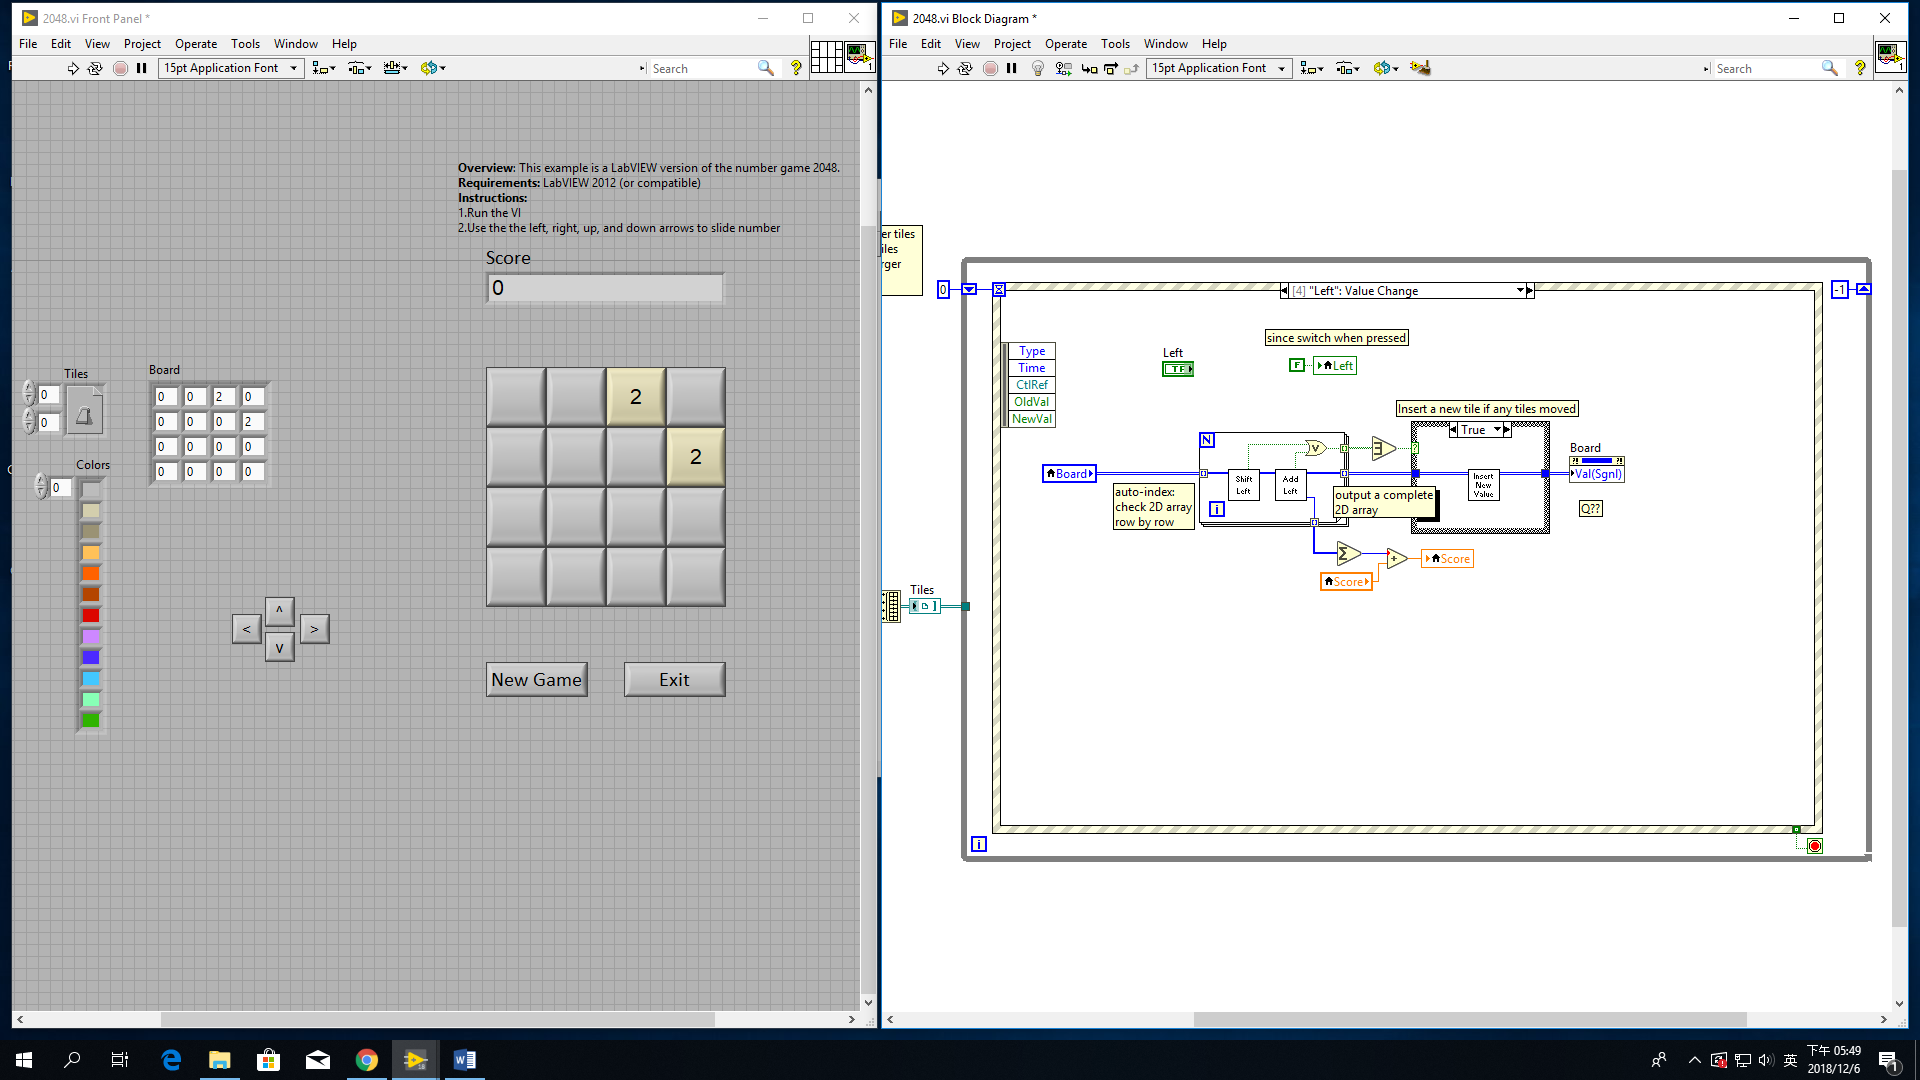 2048.vi Front Panel *
File Edit View Project Operate Tools Window Help
15pt Application Font
Search
1
Overview: This example is a LabVIEW version of the number game 2048.
Requirements: LabVIEW 2012 (or compatible)
Instructions:
1.Run the VI
2.Use the the left, right, up, and down arrows to slide number
Score
0
Tiles
0
0
Board
0 0 2 0
0 0 0 2
0 0 0 0
0 0 0 0
Colors
0
2
2
^
< >
v
New Game
Exit
2048.vi Block Diagram *
File Edit View Project Operate Tools Window Help
15pt Application Font
Search
1
er tiles
iles
rger
0
[4] "Left": Value Change
-1
since switch when pressed
Type
Time
CtlRef
OldVal
NewVal
Left
TF
F
Left
Insert a new tile if any tiles moved
True
N
V
?
Board
Board
Val(Sgnl)
Shift
Left
Add
Left
Insert
New
Value
i
auto-index:
check 2D array
row by row
output a complete
2D array
Q??
Σ
+
Score
Score
Tiles
i
英
下午 05:49
2018/12/6
1